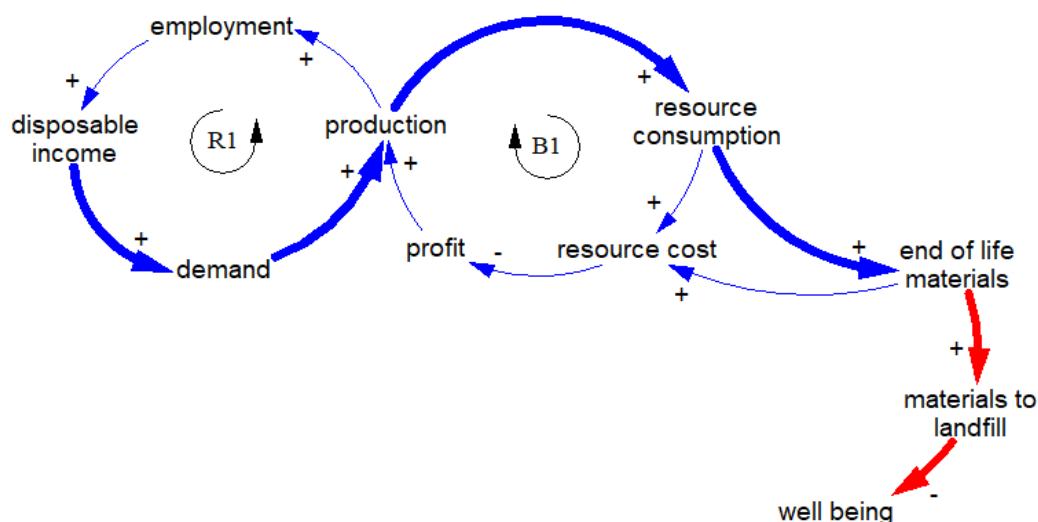 employment
+
+
+
disposable
income
R1
production
B1
resource
consumption
+
+
+
+
demand
profit
-
resource cost
+
+
end of life
materials
+
materials to
landfill
-
well being